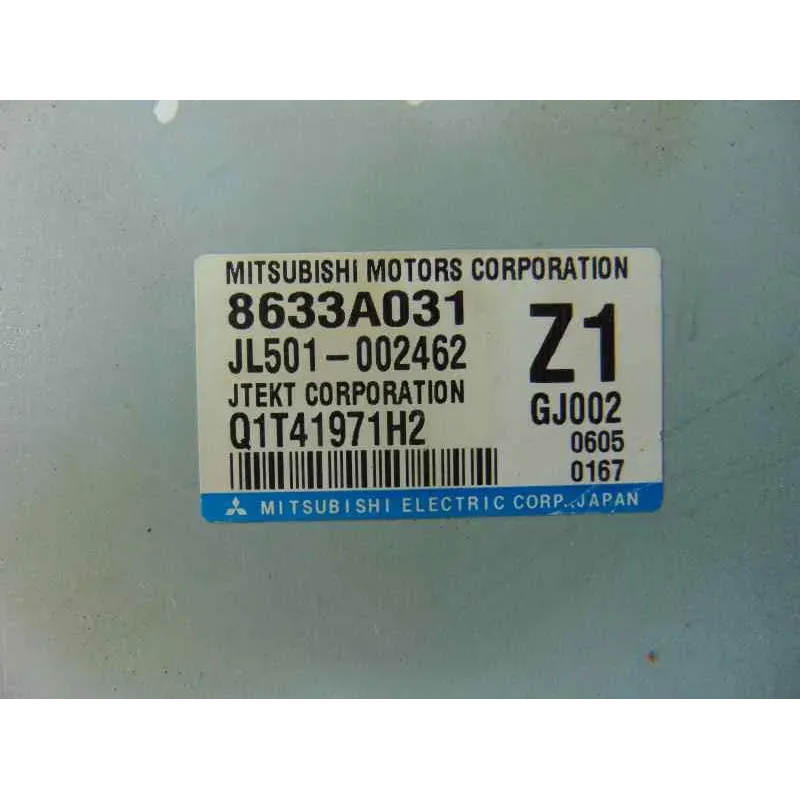 MITSUBISHI MOTORS CORPORATION
8633A031
JL501-002462
JTEKT CORPORATION
Q1T41971H2
Z1
GJ002
0605
0167
MITSUBISHI ELECTRIC CORP. JAPAN